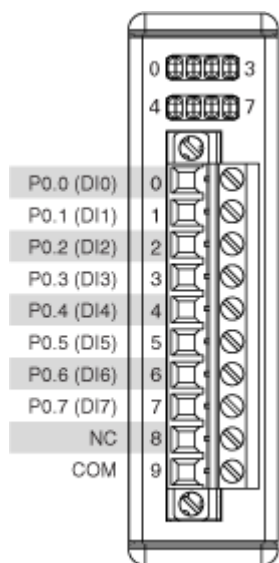 0 3
4 7
P0.0 (DI0) 0
P0.1 (DI1) 1
P0.2 (DI2) 2
P0.3 (DI3) 3
P0.4 (DI4) 4
P0.5 (DI5) 5
P0.6 (DI6) 6
P0.7 (DI7) 7
NC 8
COM 9